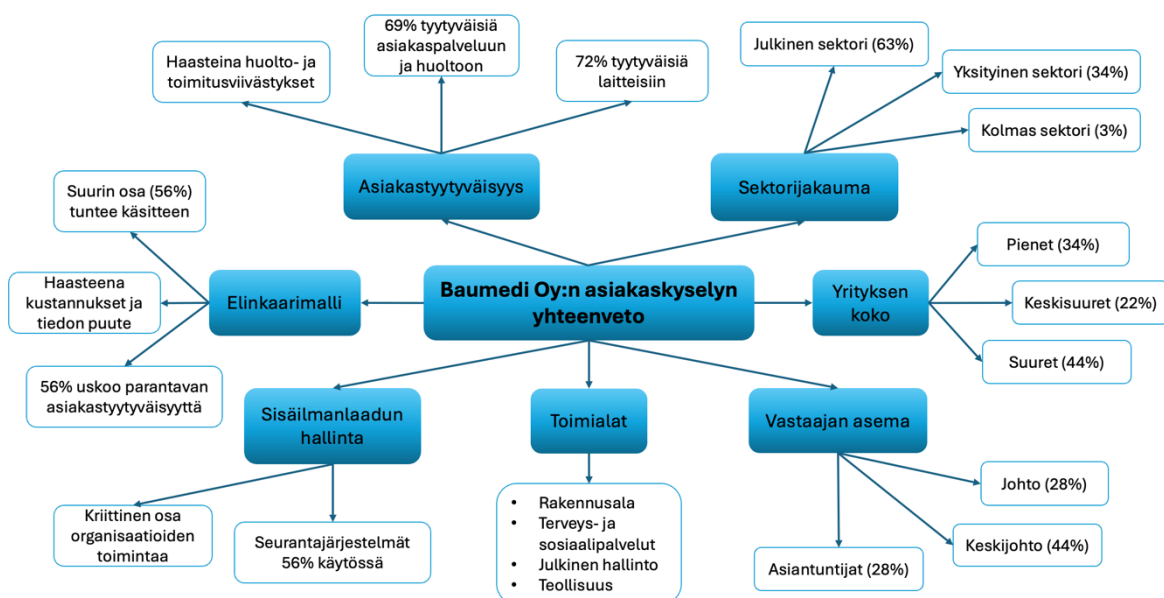 69% tyytyväisiä
asiakaspalveluun
ja huoltoon
Haasteina huolto- ja
toimitusviivästykset
72% tyytyväisiä
laitteisiin
Julkinen sektori (63%)
Yksityinen sektori (34%)
Kolmas sektori (3%)
Asiakastyytyväisyys
Sektorijakauma
Suurin osa (56%)
tuntee käsitteen
Haasteena
kustannukset ja
tiedon puute
56% uskoo parantavan
asiakastyytyväisyyttä
Elinkaarimalli
Baumedi Oy:n asiakaskyselyn
yhteenveto
Yrityksen
koko
Pienet (34%)
Keskisuuret (22%)
Suuret (44%)
Sisäilmanlaadun
hallinta
Toimialat
Vastaajan asema
Kriittinen osa
organisaatioiden
toimintaa
Seurantajärjestelmät
56% käytössä
• Rakennusala
• Terveys- ja
sosiaalipalvelut
• Julkinen hallinto
• Teollisuus
Johto (28%)
Keskijohto (44%)
Asiantuntijat (28%)